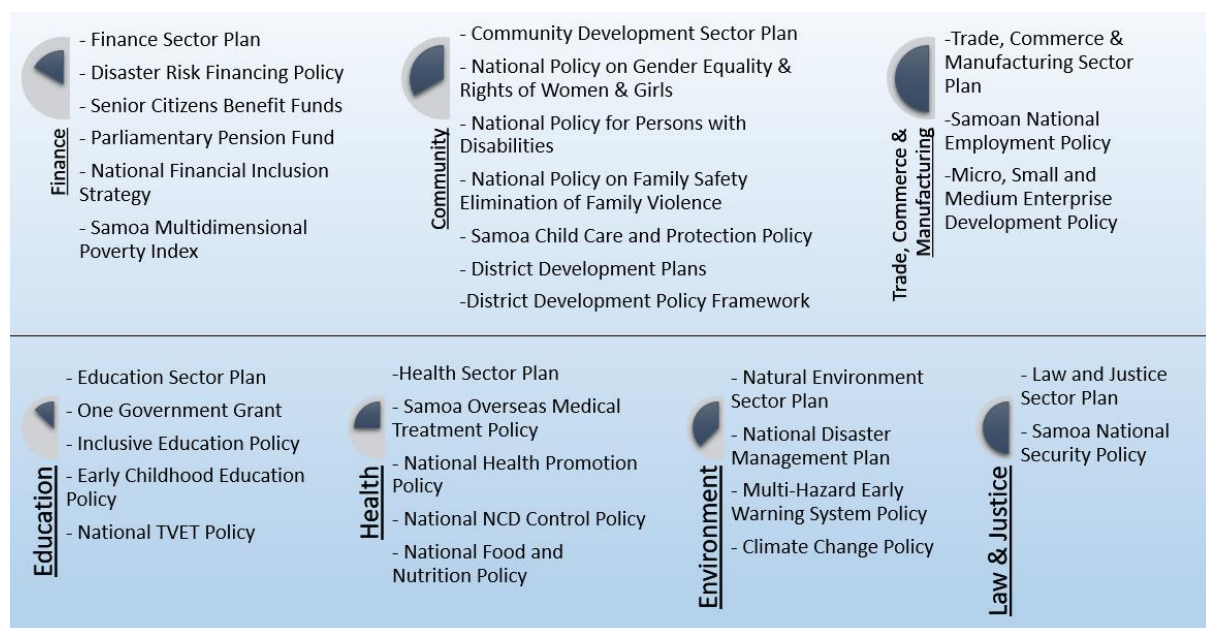 Finance
- Finance Sector Plan
- Disaster Risk Financing Policy
- Senior Citizens Benefit Funds
- Parliamentary Pension Fund
- National Financial Inclusion
Strategy
- Samoa Multidimensional
Poverty Index
Community
- Community Development Sector Plan
- National Policy on Gender Equality &
Rights of Women & Girls
- National Policy for Persons with
Disabilities
- National Policy on Family Safety
Elimination of Family Violence
- Samoa Child Care and Protection Policy
- District Development Plans
-District Development Policy Framework
Trade, Commerce &
Manufacturing
-Trade, Commerce &
Manufacturing Sector
Plan
-Samoan National
Employment Policy
-Micro, Small and
Medium Enterprise
Development Policy
Education
- Education Sector Plan
- One Government Grant
- Inclusive Education Policy
- Early Childhood Education
Policy
- National TVET Policy
Health
-Health Sector Plan
- Samoa Overseas Medical
Treatment Policy
- National Health Promotion
Policy
- National NCD Control Policy
- National Food and
Nutrition Policy
Environment
- Natural Environment
Sector Plan
- National Disaster
Management Plan
- Multi-Hazard Early
Warning System Policy
- Climate Change Policy
Law & Justice
- Law and Justice
Sector Plan
- Samoa National
Security Policy